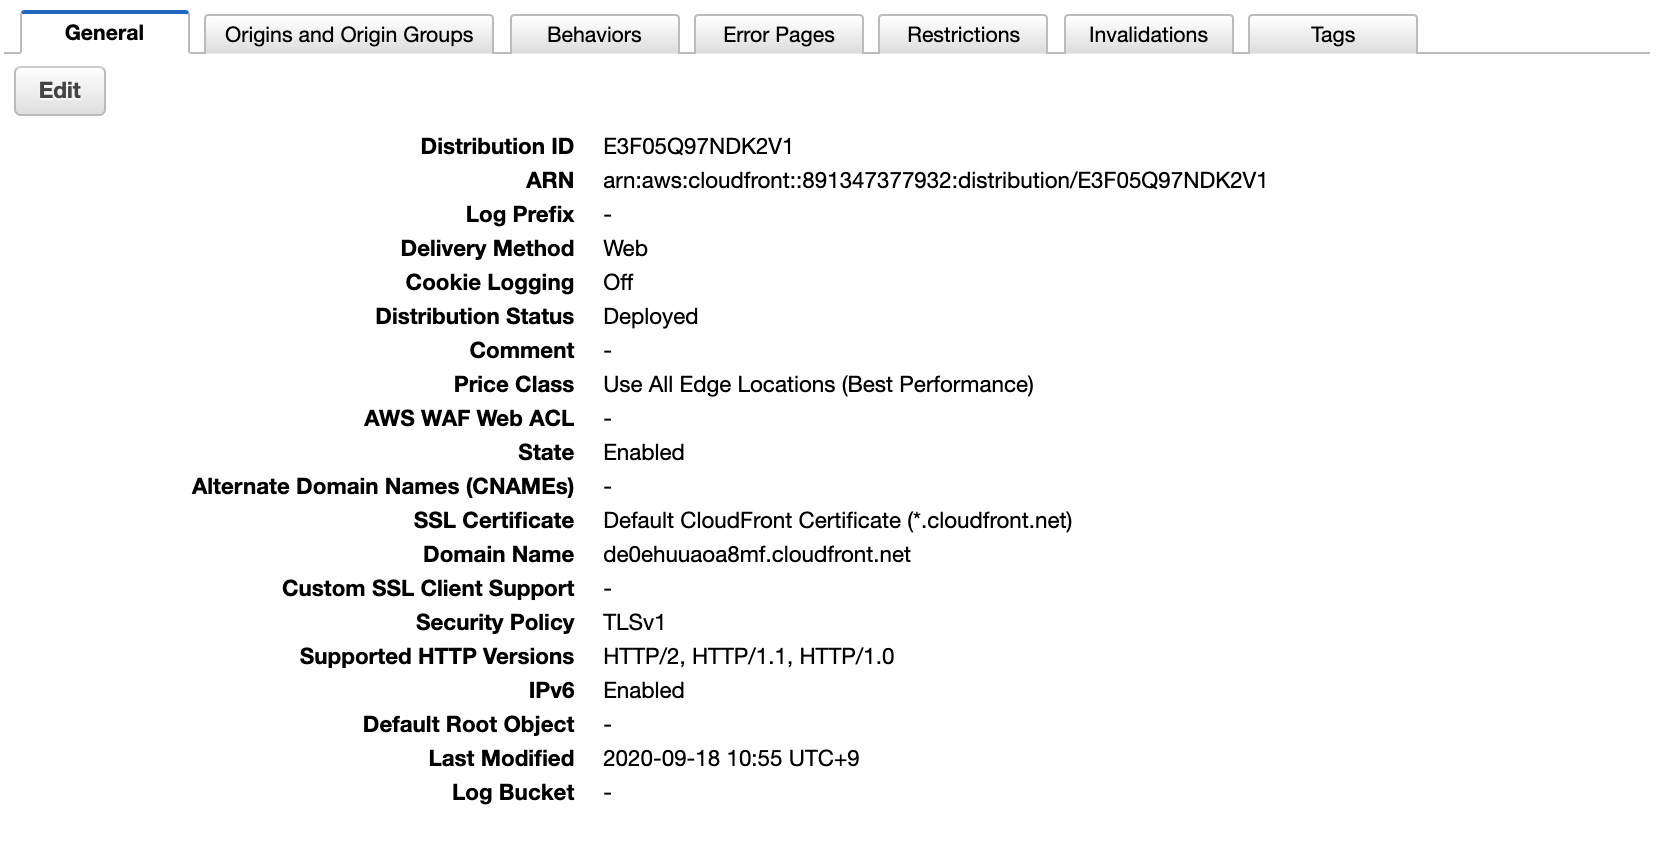 General Origins and Origin Groups Behaviors Error Pages Restrictions Invalidations Tags
Edit
Distribution ID E3F05Q97NDK2V1
ARN arn:aws:cloudfront::891347377932:distribution/E3F05Q97NDK2V1
Log Prefix -
Delivery Method Web
Cookie Logging Off
Distribution Status Deployed
Comment -
Price Class Use All Edge Locations (Best Performance)
AWS WAF Web ACL -
State Enabled
Alternate Domain Names (CNAMEs) -
SSL Certificate Default CloudFront Certificate (*.cloudfront.net)
Domain Name de0ehuuaoa8mf.cloudfront.net
Custom SSL Client Support -
Security Policy TLSv1
Supported HTTP Versions HTTP/2, HTTP/1.1, HTTP/1.0
IPv6 Enabled
Default Root Object -
Last Modified 2020-09-18 10:55 UTC+9
Log Bucket -